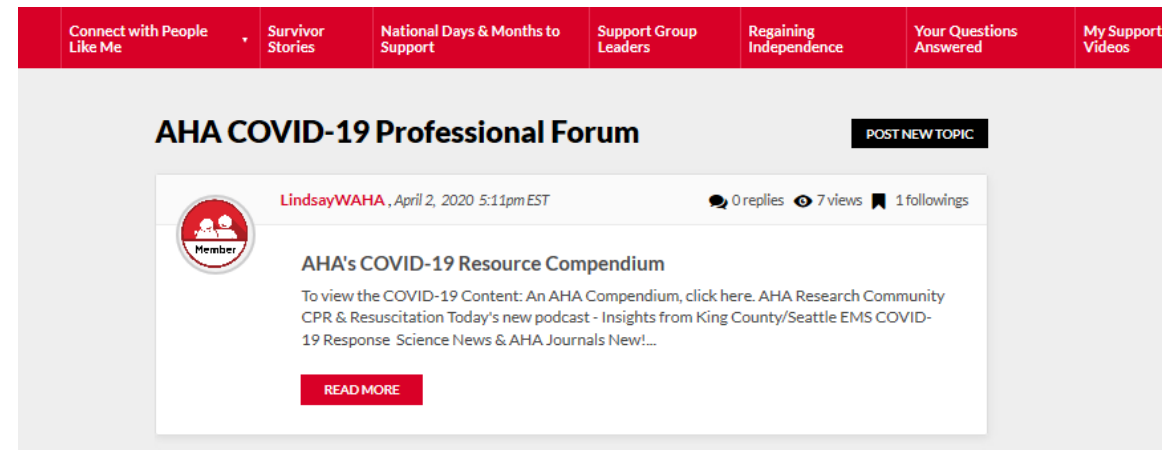 Connect with People
Like Me
Survivor
Stories
National Days & Months to
Support
Support Group
Leaders
Regaining
Independence
Your Questions
Answered
My Support
Videos
AHA COVID-19 Professional Forum
POST NEW TOPIC
LindsayWAHA , April 2, 2020 5:11pm EST
0 replies 7 views 1 followings
Member
AHA's COVID-19 Resource Compendium
To view the COVID-19 Content: An AHA Compendium, click here. AHA Research Community
CPR & Resuscitation Today's new podcast - Insights from King County/Seattle EMS COVID-
19 Response Science News & AHA Journals New!...
READ MORE